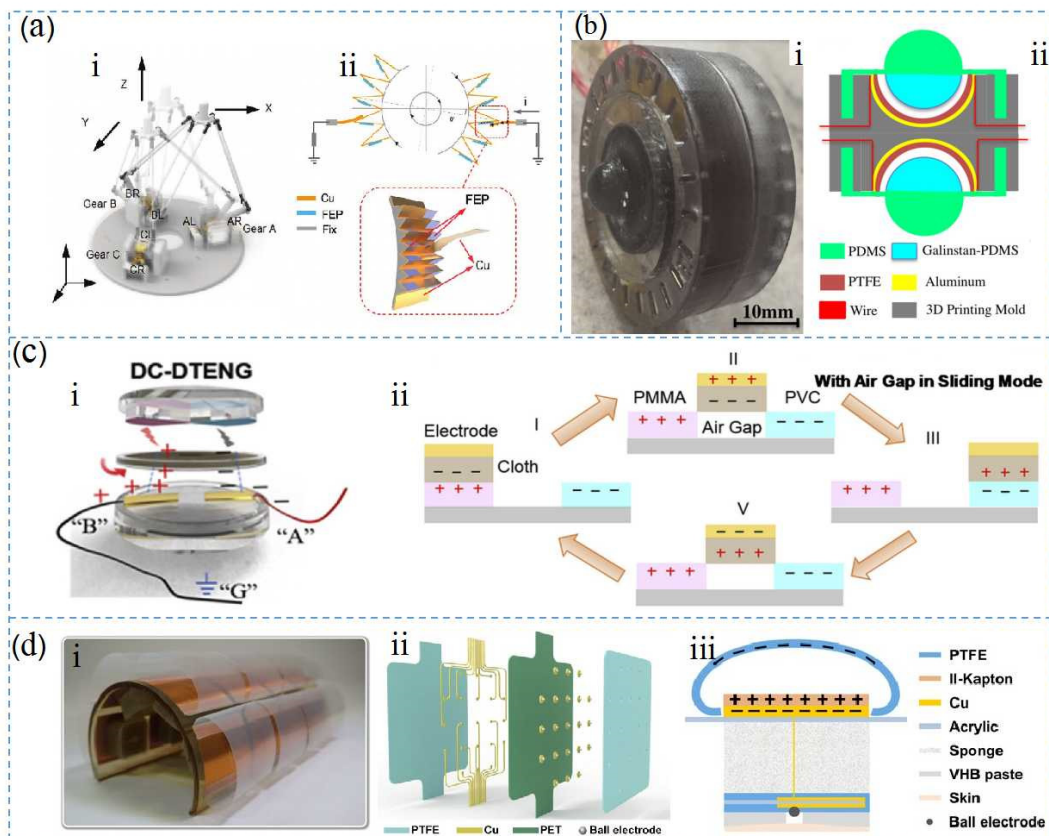 (a)
i
Z
X
Y
BR
Gear B
BL
AL
AR
Gear A
CL
Gear C
CR
ii
i
Cu
FEP
Fix
FEP
Cu
(b)
i
10mm
ii
PDMS
Galinstan-PDMS
PTFE
Aluminum
Wire
3D Printing Mold
(c)
i
DC-DTENG
+
+ + +
+
− − −
"B"
"A"
"G"
ii
With Air Gap in Sliding Mode
I
Electrode
Cloth
− − −
+ + +
− − −
II
+ + +
− − −
PMMA
PVC
+ + +
Air Gap
− − −
III
+ + +
+ + +
− − −
V
− − −
+ + +
+ + +
− − −
(d)
i
ii
PTFE
Cu
PET
Ball electrode
iii
+ + + + + + + +
PTFE
II-Kapton
Cu
Acrylic
Sponge
VHB paste
Skin
Ball electrode